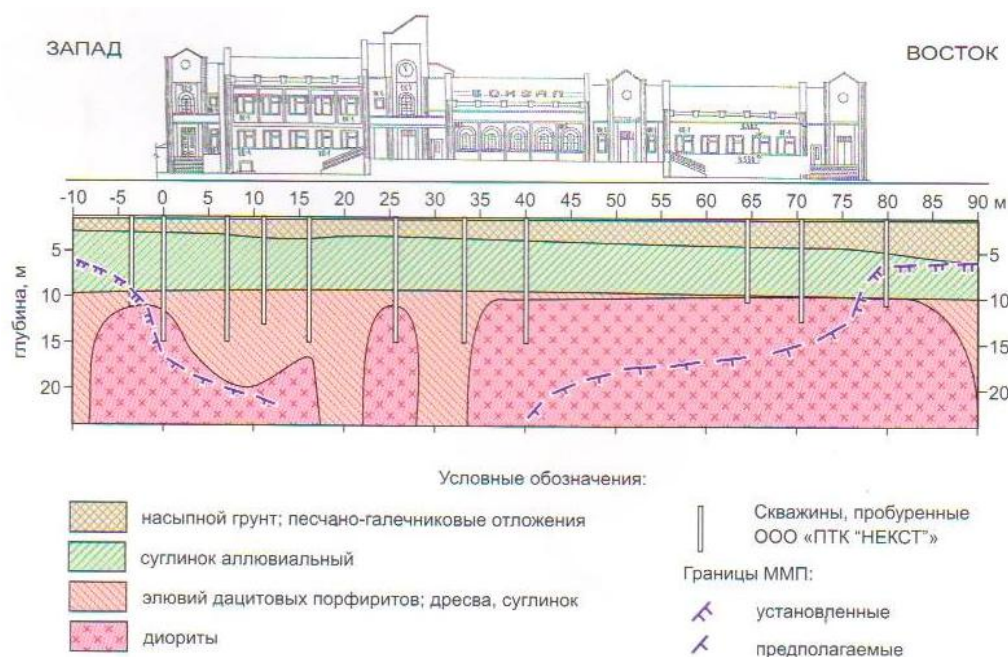 ЗАПАД
ВОСТОК
ВОКЗАЛ
-10 -5 0 5 10 15 20 25 30 35 40 45 50 55 60 65 70 75 80 85 90 м
глубина, м
5
10
15
20
5
10
15
20
Условные обозначения:
насыпной грунт; песчано-галечниковые отложения
суглинок аллювиальный
элювий дацитовых порфиритов; дресва, суглинок
диориты
Скважины, пробуренные
ООО «ПТК "НЕКСТ"»
Границы ММП:
установленные
предполагаемые